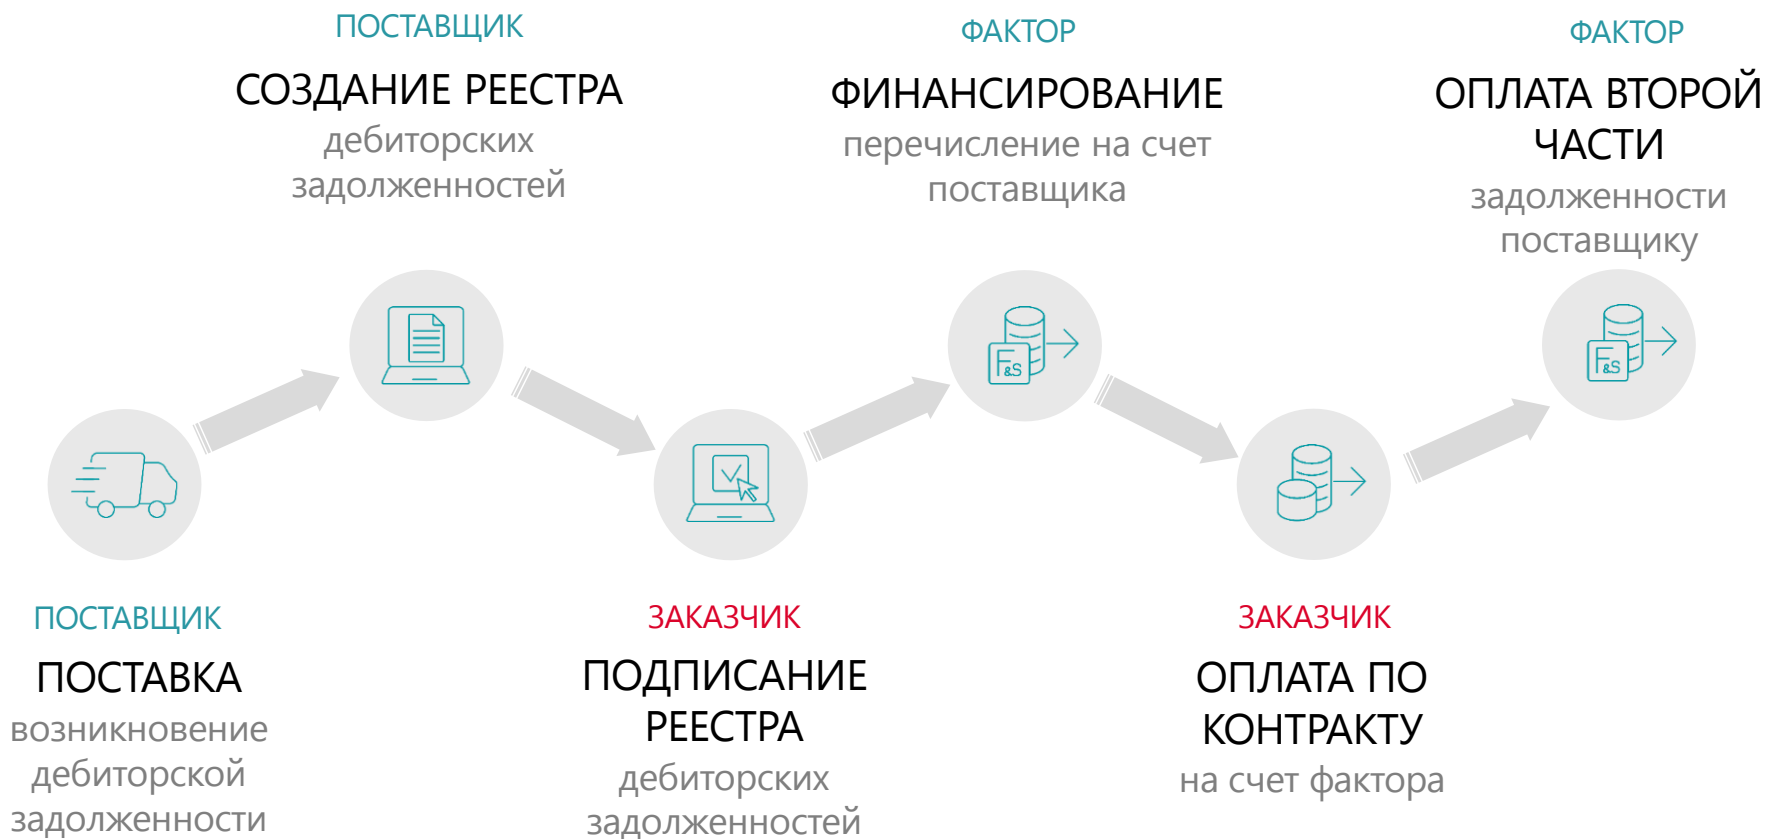 ПОСТАВЩИК
СОЗДАНИЕ РЕЕСТРА
дебиторских
задолженностей
ФАКТОР
ФИНАНСИРОВАНИЕ
перечисление на счет
поставщика
ФАКТОР
ОПЛАТА ВТОРОЙ
ЧАСТИ
задолженности
поставщику
F&S
F&S
ПОСТАВЩИК
ПОСТАВКА
возникновение
дебиторской
задолженности
ЗАКАЗЧИК
ПОДПИСАНИЕ
РЕЕСТРА
дебиторских
задолженностей
ЗАКАЗЧИК
ОПЛАТА ПО
КОНТРАКТУ
на счет фактора